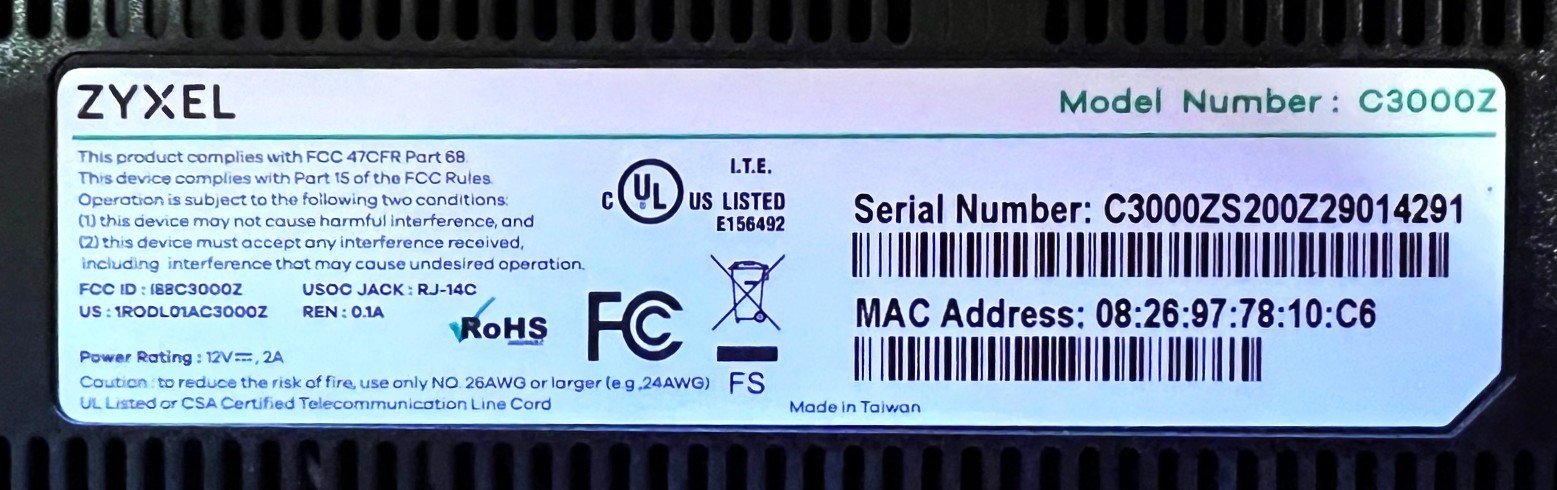 ZYXEL
Model Number: C3000Z
This product complies with FCC 47CFR Part 68.
This device complies with Part 15 of the FCC Rules.
Operation is subject to the following two conditions:
(1) this device may not cause harmful interference, and
(2) this device must accept any interference received,
including interference that may cause undesired operation.
FCC ID : I88C3000Z USOC JACK : RJ-14C
US : 1RODL01AC3000Z REN : 0.1A
Power Rating : 12V⎓, 2A
Caution : to reduce the risk of fire, use only NO. 26AWG or larger (e.g.,24AWG)
UL Listed or CSA Certified Telecommunication Line Cord
RoHS
C UL US LISTED
I.T.E.
E156492
FC
FS
Serial Number: C3000ZS200Z29014291
MAC Address: 08:26:97:78:10:C6
Made in Taiwan